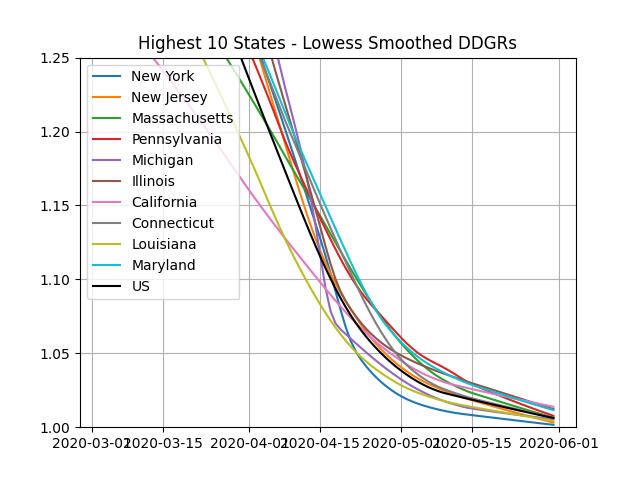 Highest 10 States - Lowess Smoothed DDGRs
1.25
1.20
1.15
1.10
1.05
1.00
New York
New Jersey
Massachusetts
Pennsylvania
Michigan
Illinois
California
Connecticut
Louisiana
Maryland
US
2020-03-01 2020-03-15 2020-04-01 2020-04-15 2020-05-01 2020-05-15 2020-06-01